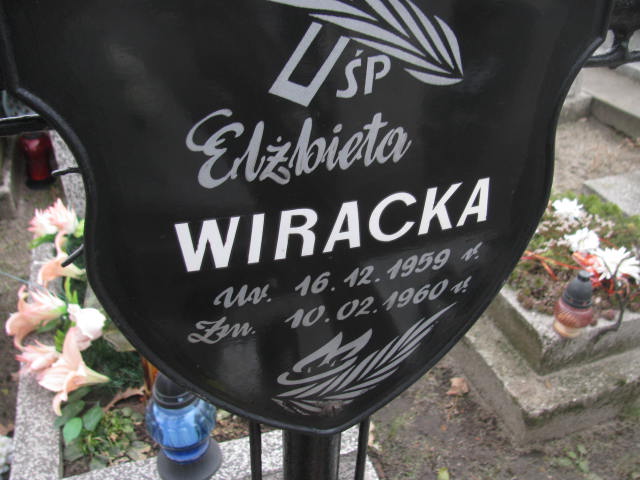 ŚP
Elżbieta
WIRACKA
Ur. 16.12.1959 r.
Zm. 10.02.1960 r.